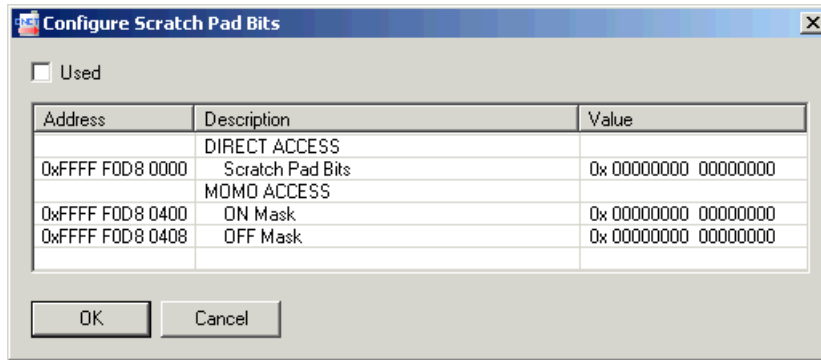 Configure Scratch Pad Bits
Used
Address Description Value
DIRECT ACCESS
0xFFFF F0D8 0000 Scratch Pad Bits 0x 00000000 00000000
MOMO ACCESS
0xFFFF F0D8 0400 ON Mask 0x 00000000 00000000
0xFFFF F0D8 0408 OFF Mask 0x 00000000 00000000
OK Cancel